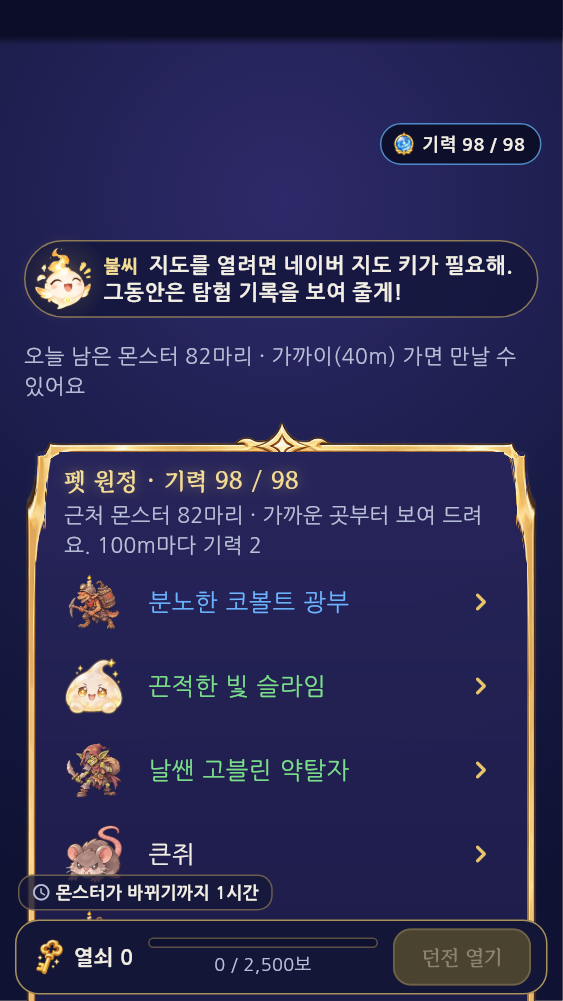 기력 98 / 98
불씨 지도를 열려면 네이버 지도 키가 필요해.
그동안은 탐험 기록을 보여 줄게!
오늘 남은 몬스터 82마리 · 가까이(40m) 가면 만날 수
있어요
펫 원정 · 기력 98 / 98
근처 몬스터 82마리 · 가까운 곳부터 보여 드려
요. 100m마다 기력 2
분노한 코볼트 광부
끈적한 빛 슬라임
날쌘 고블린 약탈자
큰쥐
몬스터가 바뀌기까지 1시간
열쇠 0
0 / 2,500보
던전 열기